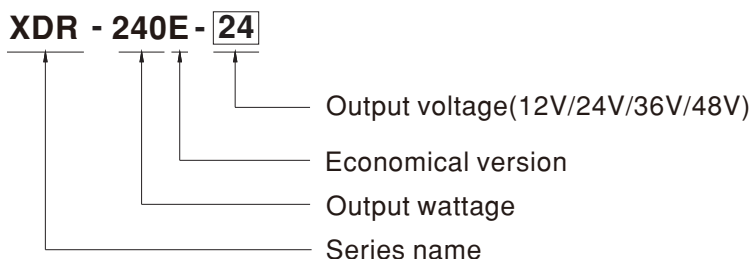 XDR - 240E - 24
Output voltage(12V/24V/36V/48V)
Economical version
Output wattage
Series name